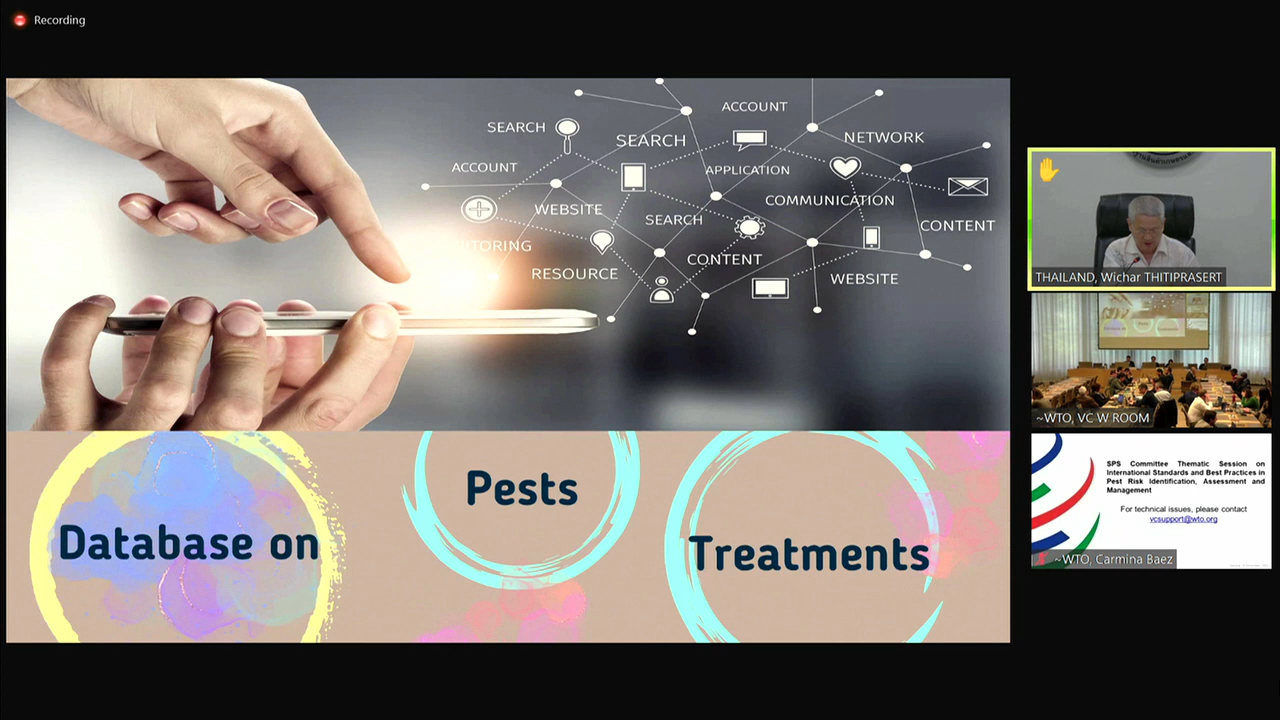 Recording
ACCOUNT
SEARCH
SEARCH
NETWORK
ACCOUNT
APPLICATION
COMMUNICATION
WEBSITE
SEARCH
CONTENT
CONTENT
RESOURCE
WEBSITE
Database on
Pests
Treatments
THAILAND, Wichar THITIPRASERT
~WTO, VC W ROOM
SPS Committee Thematic Session on
International Standards and Best Practices in
Pest Risk Identification, Assessment and
Management
For technical issues, please contact
vcsupport@wto.org
~WTO, Carmina Baez